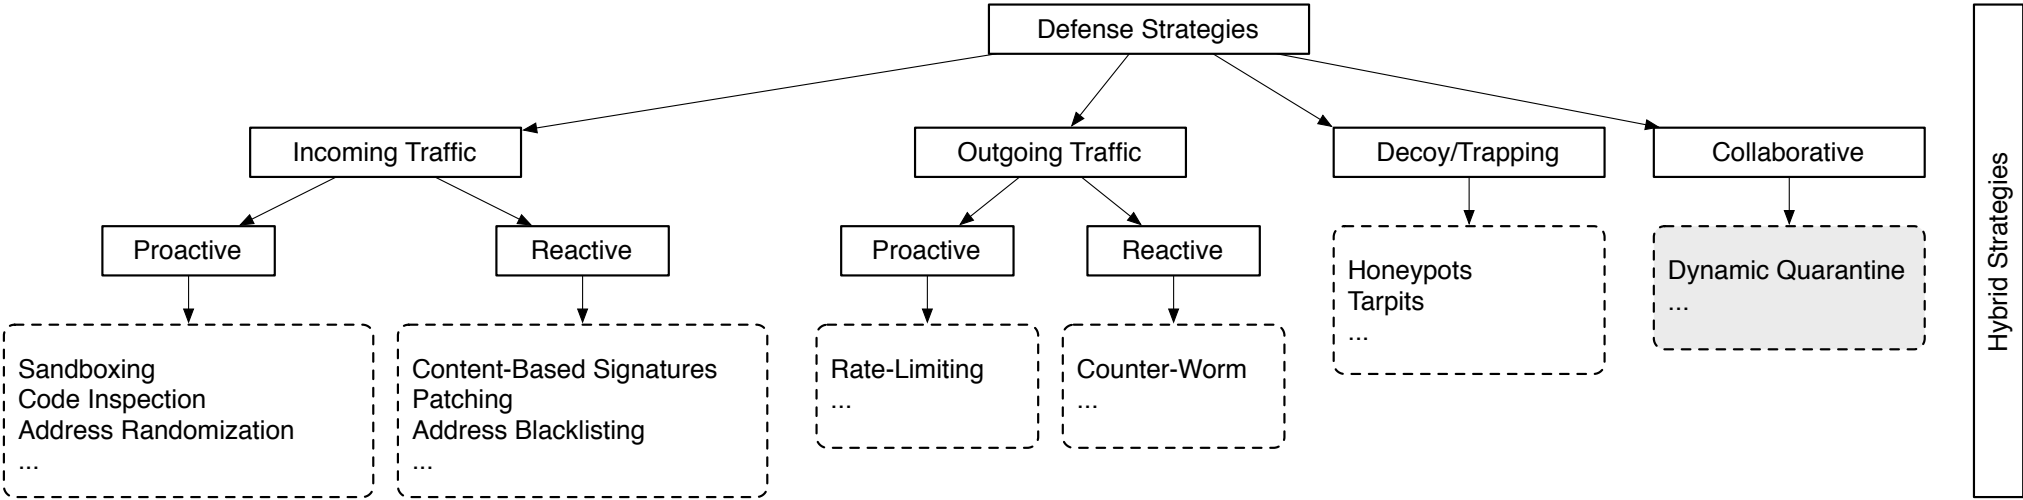 Defense Strategies
Incoming Traffic
Outgoing Traffic
Decoy/Trapping
Collaborative
Proactive
Reactive
Proactive
Reactive
Sandboxing
Code Inspection
Address Randomization
...
Content-Based Signatures
Patching
Address Blacklisting
...
Rate-Limiting
...
Counter-Worm
...
Honeypots
Tarpits
...
Dynamic Quarantine
...
Hybrid Strategies